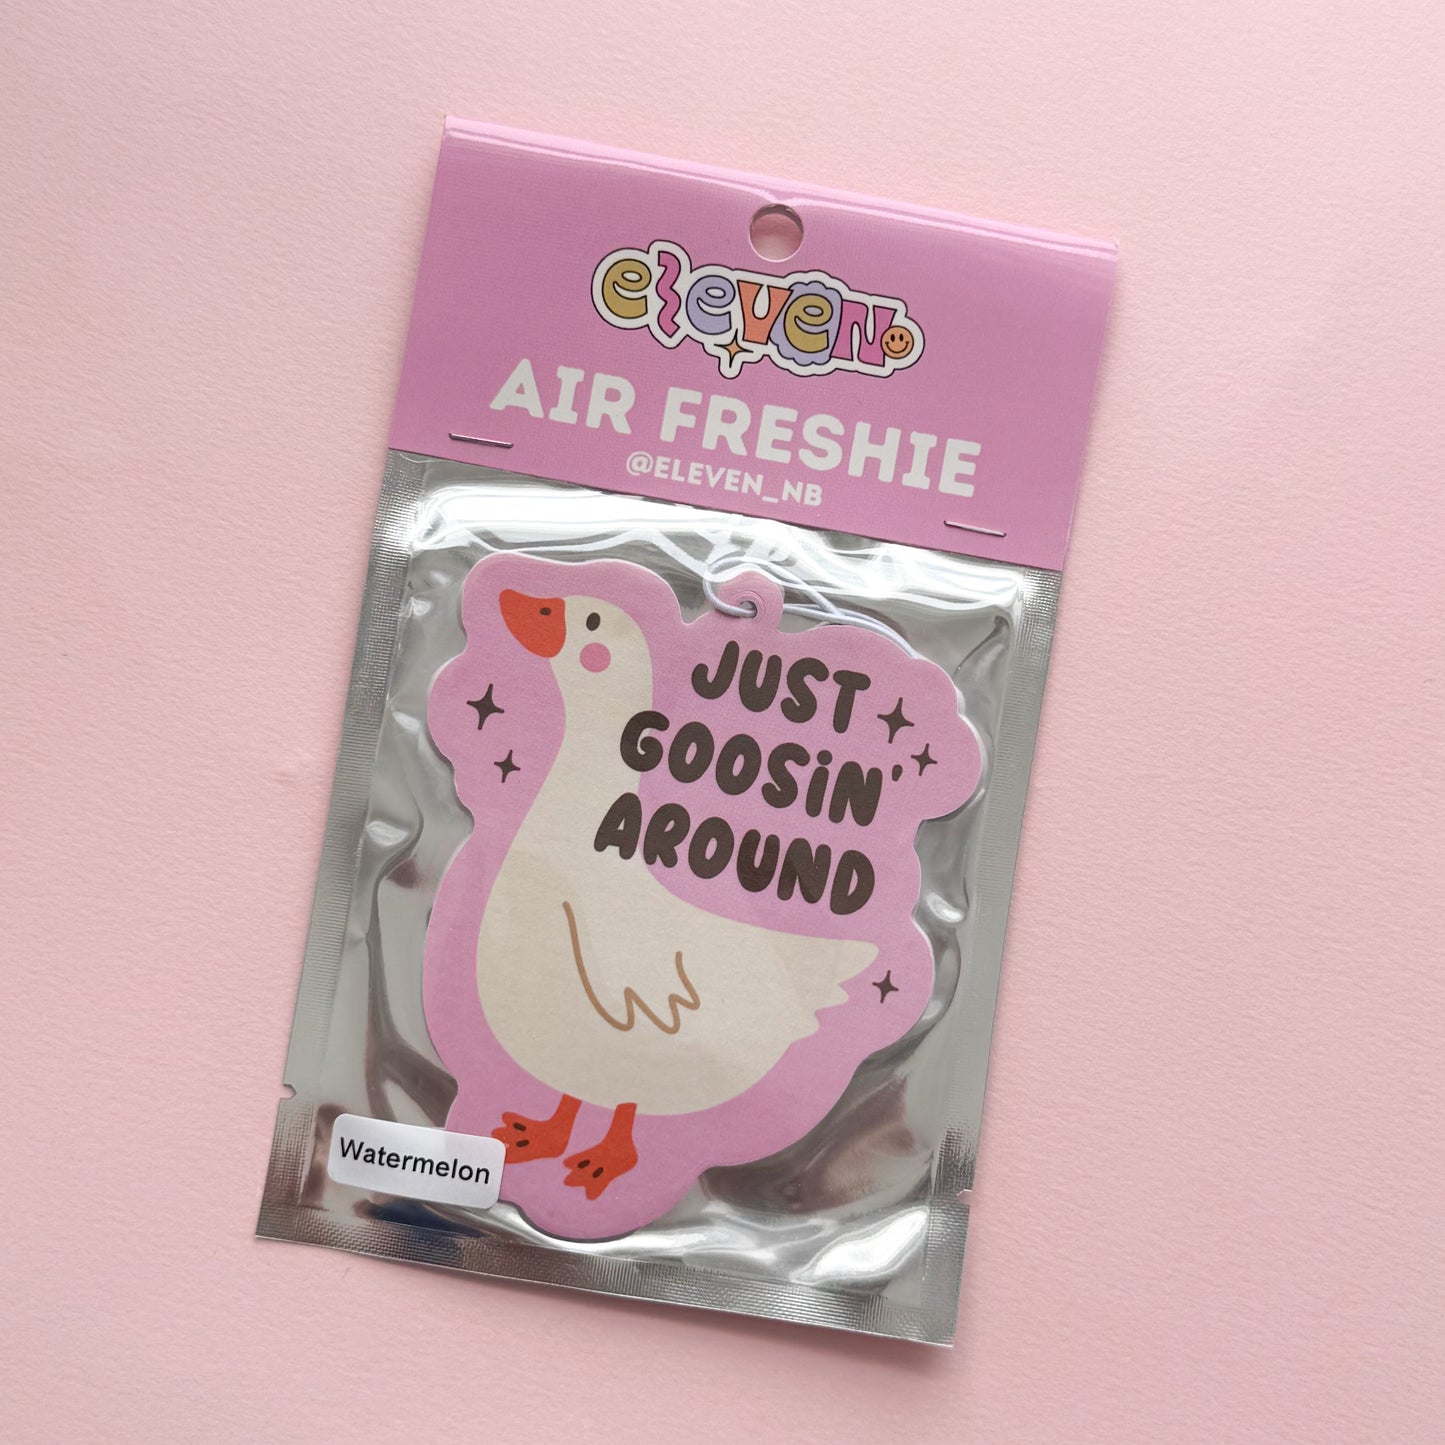 eleven
AIR FRESHIE
@ELEVEN_NB
JUST
GOOSiN'
AROUND
Watermelon